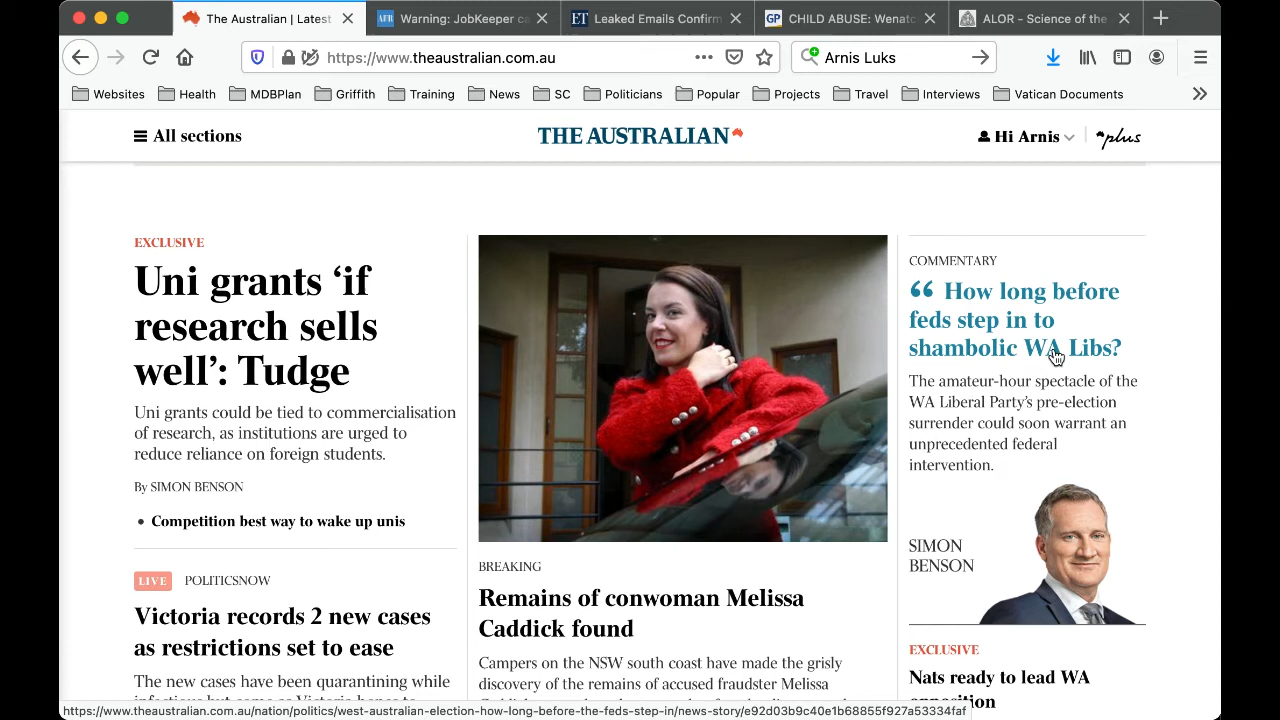 The Australian | Latest
Warning: JobKeeper ca
Leaked Emails Confirm
CHILD ABUSE: Wenatc
ALOR - Science of the
https://www.theaustralian.com.au
Arnis Luks
Websites Health MDBPlan Griffith Training News SC Politicians Popular Projects Travel Interviews Vatican Documents
All sections
THE AUSTRALIAN
Hi Arnis
plus
EXCLUSIVE
Uni grants ‘if
research sells
well’: Tudge
Uni grants could be tied to commercialisation
of research, as institutions are urged to
reduce reliance on foreign students.
By SIMON BENSON
• Competition best way to wake up unis
LIVE POLITICSNOW
Victoria records 2 new cases
as restrictions set to ease
The new cases have been quarantining while
BREAKING
Remains of conwoman Melissa
Caddick found
Campers on the NSW south coast have made the grisly
discovery of the remains of accused fraudster Melissa
COMMENTARY
“ How long before
feds step in to
shambolic WA Libs?
The amateur-hour spectacle of the
WA Liberal Party’s pre-election
surrender could soon warrant an
unprecedented federal
intervention.
SIMON
BENSON
EXCLUSIVE
Nats ready to lead WA
opposition
https://www.theaustralian.com.au/nation/politics/west-australian-election-how-long-before-the-feds-step-in/news-story/e92d03b9c40e1b68855f927a53334faf